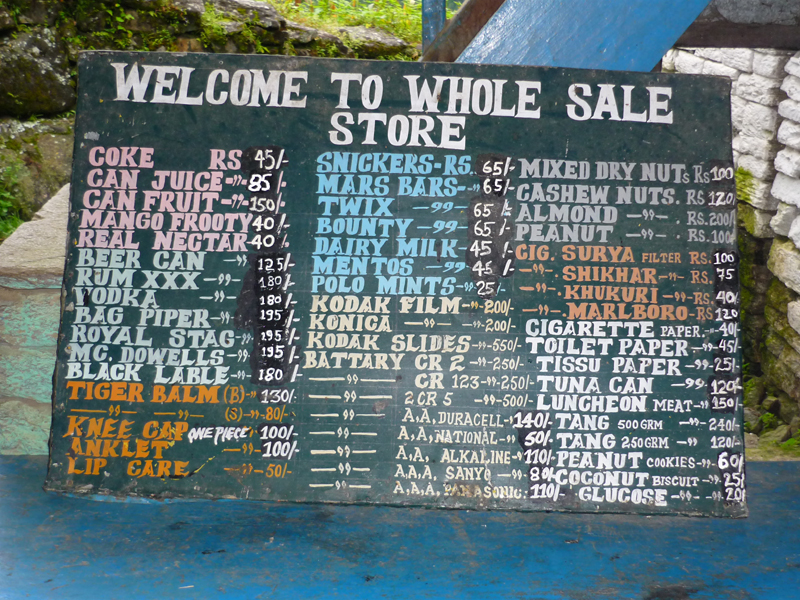 WELCOME TO WHOLE SALE
STORE
COKE RS 45/-
CAN JUICE -"- 85/-
CAN FRUIT -"- 150/-
MANGO FROOTY 40/-
REAL NECTAR 40/-
BEER CAN -"- 125/-
RUM XXX -"- 180/-
VODKA -"- 180/-
BAG PIPER -"- 195/-
ROYAL STAG -"- 295/-
MC. DOWELLS -"- 195/-
BLACK LABLE -"- 180/-
TIGER BALM (B) -"- 130/-
-"- -"- (S) -"- 80/-
KNEE CAP ONE PIECE 100/-
ANKLET -"- 100/-
LIP CARE -"- 50/-
SNICKERS -RS. 65/-
MARS BARS -"- 65/-
TWIX -"- 65/-
BOUNTY -"- 65/-
DAIRY MILK -"- 45/-
MENTOS -"- 45/-
POLO MINTS -"- 25/-
KODAK FILM -"- 200/-
KONICA -"- 200/-
KODAK SLIDES -"- 550/-
BATTARY CR 2 -"- 250/-
-"- CR 123 -"- 250/-
-"- 2 CR 5 -"- 500/-
-"- A,A, DURACELL -"- 140/-
-"- A,A, NATIONAL -"- 60/-
-"- A,A, ALKALINE -"- 110/-
-"- A,A,A, SANYO -"- 80/-
-"- A,A,A, PANASONIC. 110/-
MIXED DRY NUTS Rs 100
CASHEW NUTS. Rs 120
ALMOND -"- RS. 200/-
PEANUT -"- RS. 100/-
CIG. SURYA FILTER RS. 100
-"- SHIKHAR -"- RS. 75
-"- KHUKURI -"- RS. 40/-
-"- MARLBORO -"- RS 120
CIGARETTE PAPER. -"- 40/-
TOILET PAPER -"- 45/-
TISSU PAPER -"- 25/-
TUNA CAN -"- 120/-
LUNCHEON MEAT -"- 150/-
TANG 500GRM -"- 240/-
TANG 250GRM -"- 120/-
PEANUT COOKIES -"- 60/-
COCONUT BISCUIT -"- 25/-
GLUCOSE -"- -"- 20/-